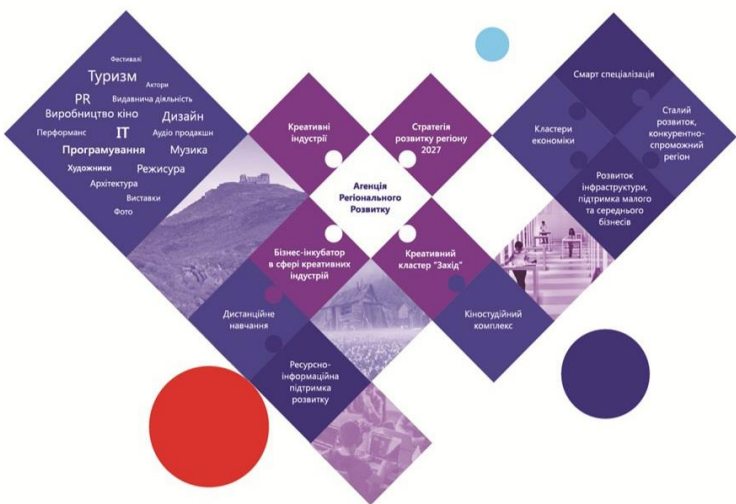 Фестивалі
Туризм
Актори
PR
Видавнича діяльність
Виробництво кіно
Дизайн
Перформанс
ІТ
Аудіо продакшн
Програмування
Музика
Художники
Режисура
Архітектура
Виставки
Фото
Креативні
індустрії
Стратегія
розвитку регіону
2027
Агенція
Регіонального
Розвитку
Бізнес-інкубатор
в сфері креативних
індустрій
Креативний
кластер "Захід"
Дистанційне
навчання
Ресурсно-
інформаційна
підтримка
розвитку
Кіностудійний
комплекс
Смарт спеціалізація
Кластери
економіки
Сталий
розвиток,
конкурентно-
спроможний
регіон
Розвиток
інфраструктури,
підтримка малого
та середнього
бізнесів